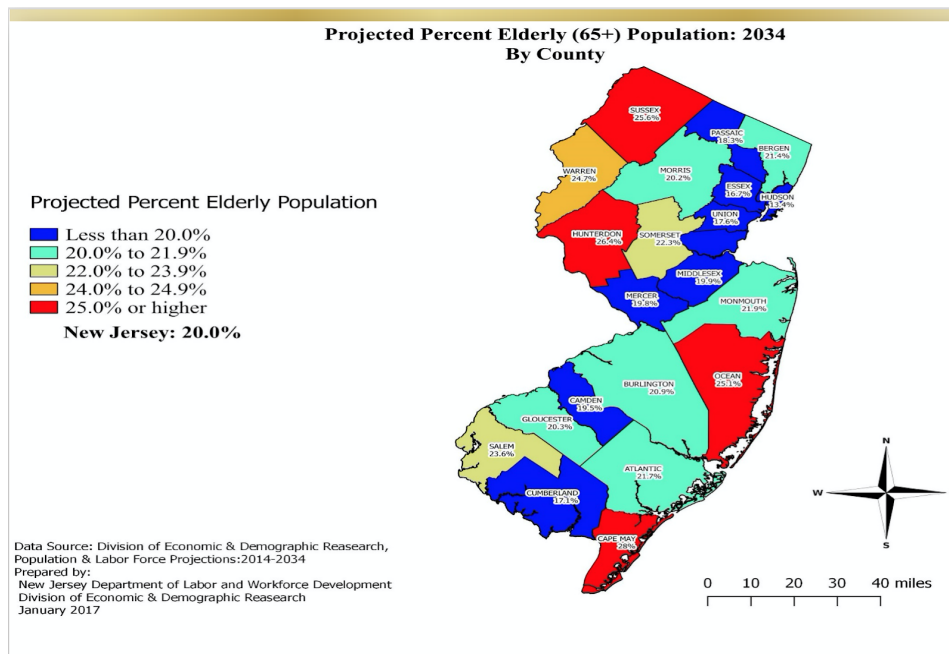 Projected Percent Elderly (65+) Population: 2034
By County
SUSSEX
25.6%
PASSAIC
18.3%
BERGEN
21.4%
WARREN
24.7%
MORRIS
20.2%
ESSEX
16.7%
HUDSON
13.4%
UNION
17.6%
HUNTERDON
26.4%
SOMERSET
22.3%
MIDDLESEX
19.9%
MERCER
19.8%
MONMOUTH
21.9%
OCEAN
25.1%
BURLINGTON
20.9%
CAMDEN
19.5%
GLOUCESTER
20.3%
SALEM
23.6%
ATLANTIC
21.7%
CUMBERLAND
17.1%
CAPE MAY
28%
Projected Percent Elderly Population
Less than 20.0%
20.0% to 21.9%
22.0% to 23.9%
24.0% to 24.9%
25.0% or higher
New Jersey: 20.0%
N
W
E
S
0 10 20 30 40 miles
Data Source: Division of Economic & Demographic Reasearch,
Population & Labor Force Projections:2014-2034
Prepared by:
New Jersey Department of Labor and Workforce Development
Division of Economic & Demographic Reasearch
January 2017